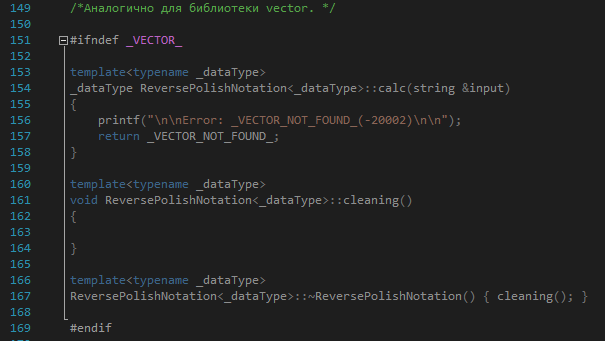 149 /*Аналогично для библиотеки vector. */
150
151 #ifndef _VECTOR_
152
153 template<typename _dataType>
154 _dataType ReversePolishNotation<_dataType>::calc(string &input)
155 {
156     printf("\n\nError: _VECTOR_NOT_FOUND_(-20002)\n\n");
157     return _VECTOR_NOT_FOUND_;
158 }
159
160 template<typename _dataType>
161 void ReversePolishNotation<_dataType>::cleaning()
162 {
163
164 }
165
166 template<typename _dataType>
167 ReversePolishNotation<_dataType>::~ReversePolishNotation() { cleaning(); }
168
169 #endif